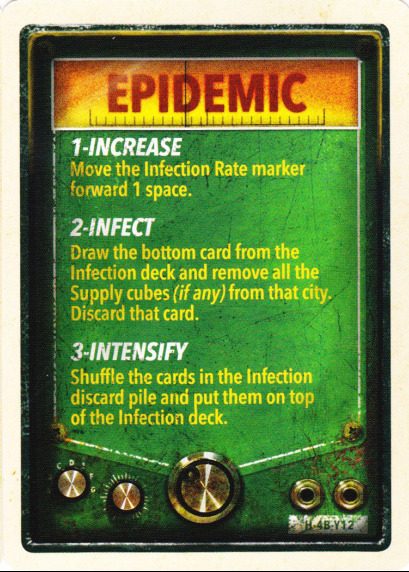 EPIDEMIC
1-INCREASE
Move the Infection Rate marker
forward 1 space.
2-INFECT
Draw the bottom card from the
Infection deck and remove all the
Supply cubes (if any) from that city.
Discard that card.
3-INTENSIFY
Shuffle the cards in the Infection
discard pile and put them on top
of the Infection deck.
C D
H-4B-Y12